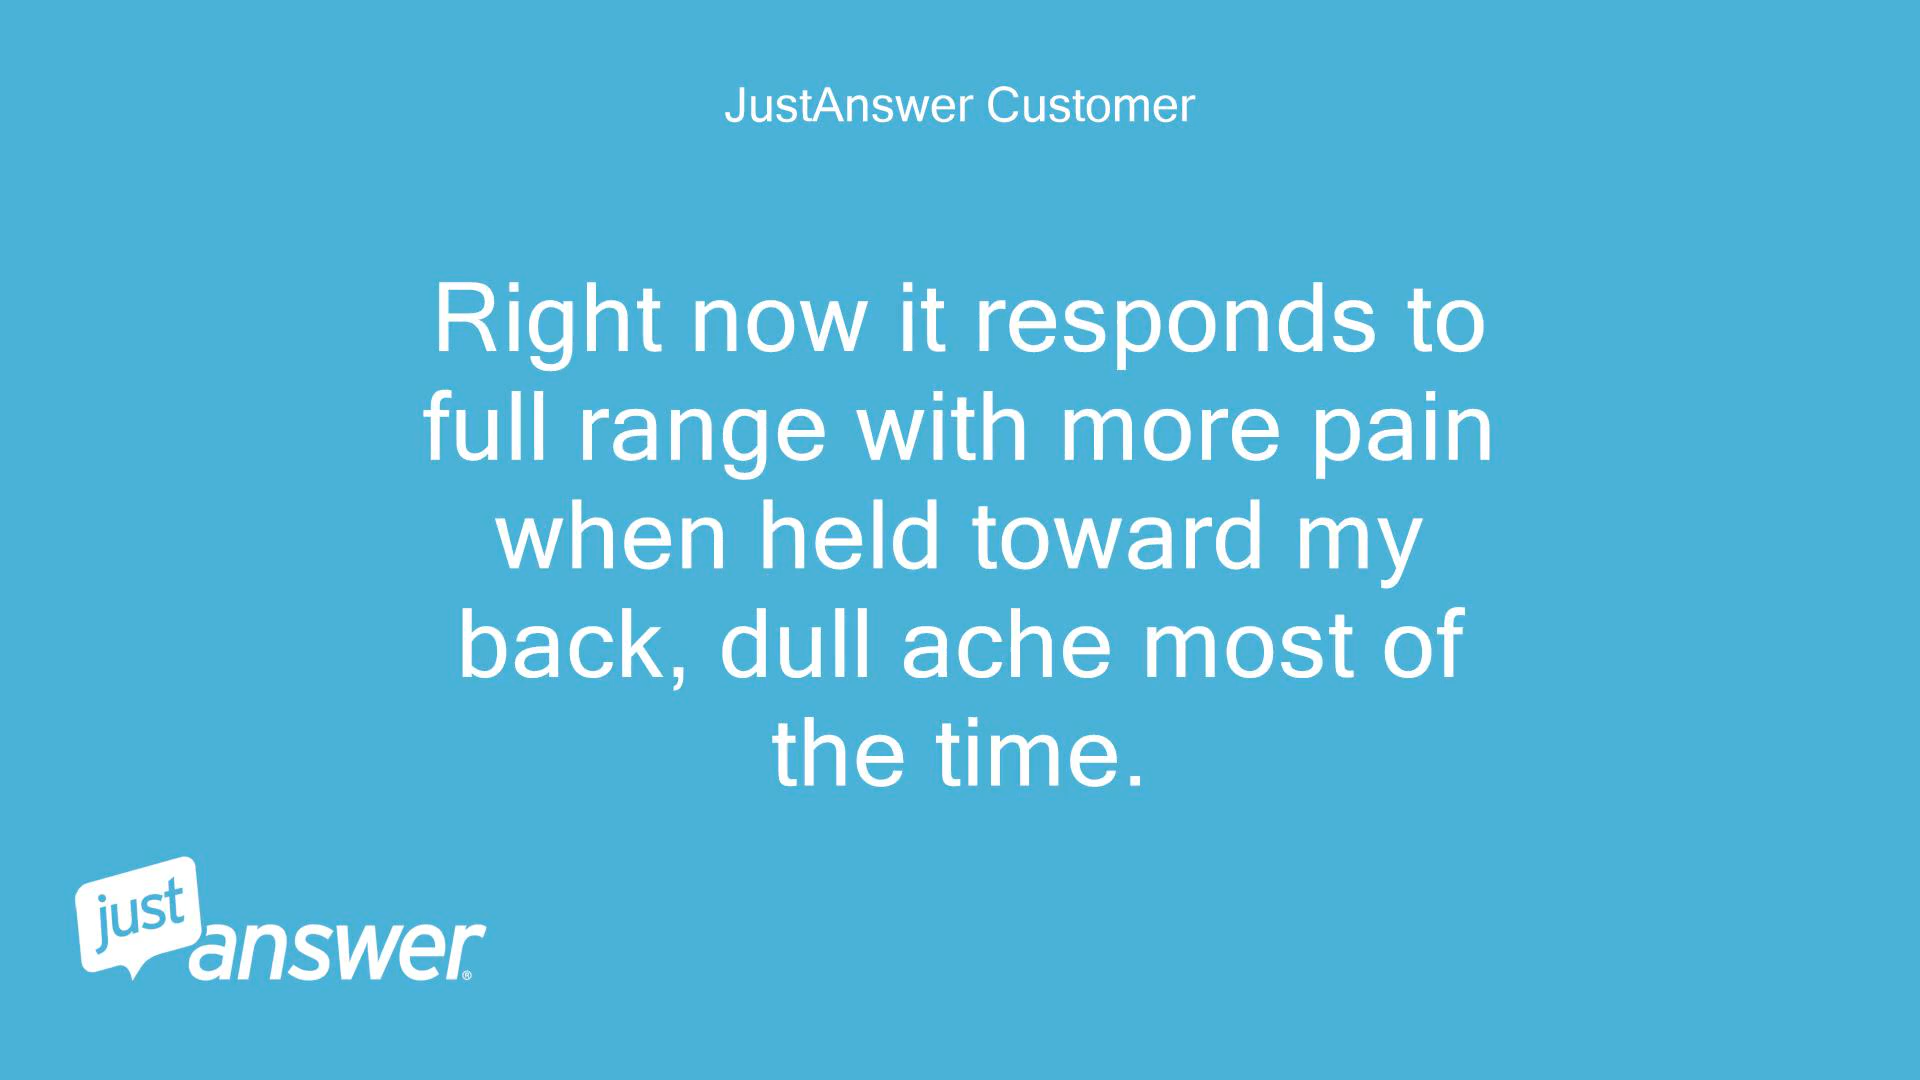 JustAnswer Customer
Right now it responds to
full range with more pain
when held toward my
back, dull ache most of
the time.
just
answer®